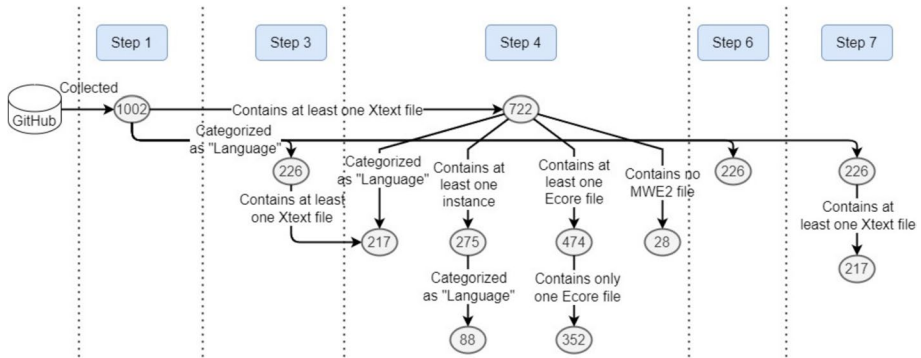 Step 1
Step 3
Step 4
Step 6
Step 7
GitHub
Collected
1002
Contains at least one Xtext file
722
Categorized
as "Language"
226
Contains at least
one Xtext file
Categorized
as "Language"
217
Contains at
least one
instance
275
Categorized
as "Language"
88
Contains at
least one
Ecore file
474
Contains only
one Ecore file
352
Contains no
MWE2 file
28
226
226
Contains at
least one Xtext file
217